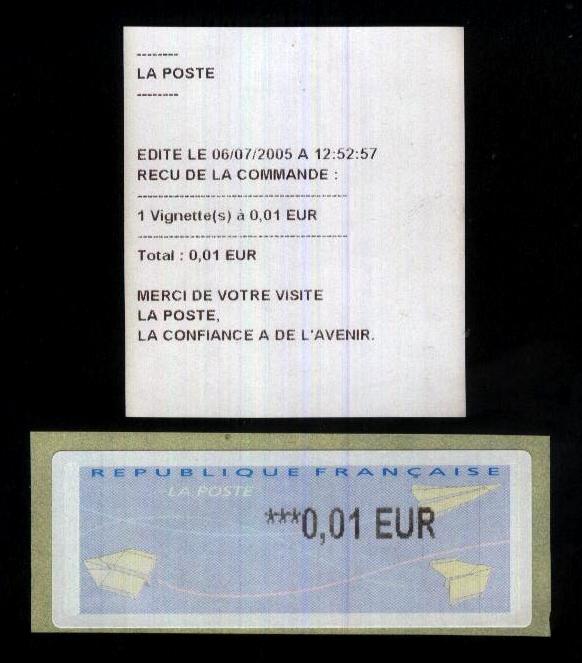 --------
LA POSTE
--------
EDITE LE 06/07/2005 A 12:52:57
RECU DE LA COMMANDE :
------------------------------------------
1 Vignette(s) à 0,01 EUR
------------------------------------------
Total : 0,01 EUR
MERCI DE VOTRE VISITE
LA POSTE,
LA CONFIANCE A DE L'AVENIR.
REPUBLIQUE FRANÇAISE
LA POSTE
***0,01 EUR